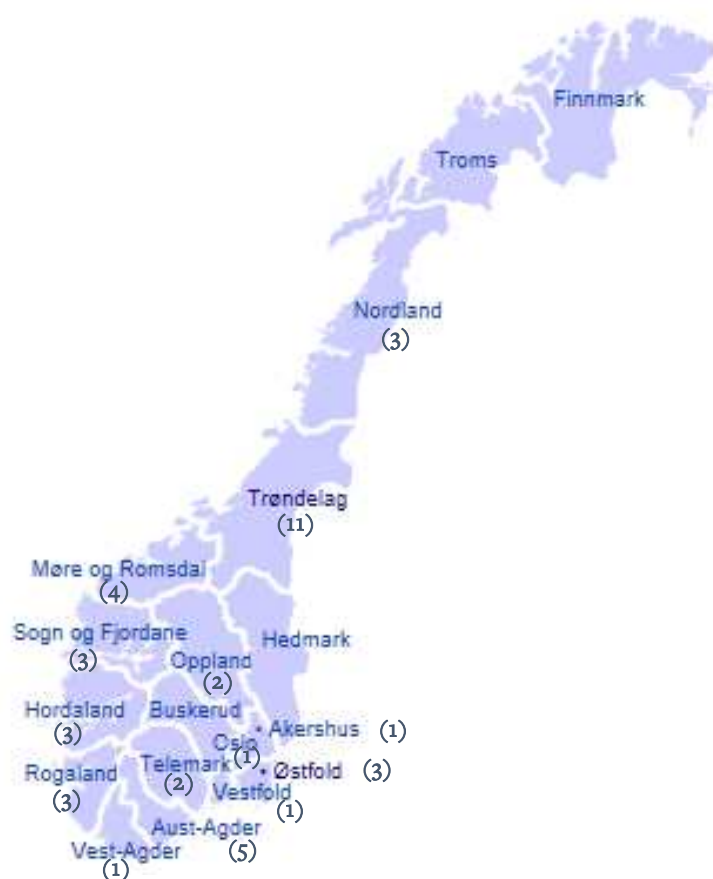 Finnmark
Troms
Nordland
(3)
Trøndelag
(11)
Møre og Romsdal
(4)
Sogn og Fjordane
(3)
Hedmark
Oppland
(2)
Hordaland
(3)
Buskerud
Akershus (1)
Oslo
(1)
Rogaland
(3)
Telemark
(2)
Østfold (3)
Vestfold
(1)
Aust-Agder
(5)
Vest-Agder
(1)